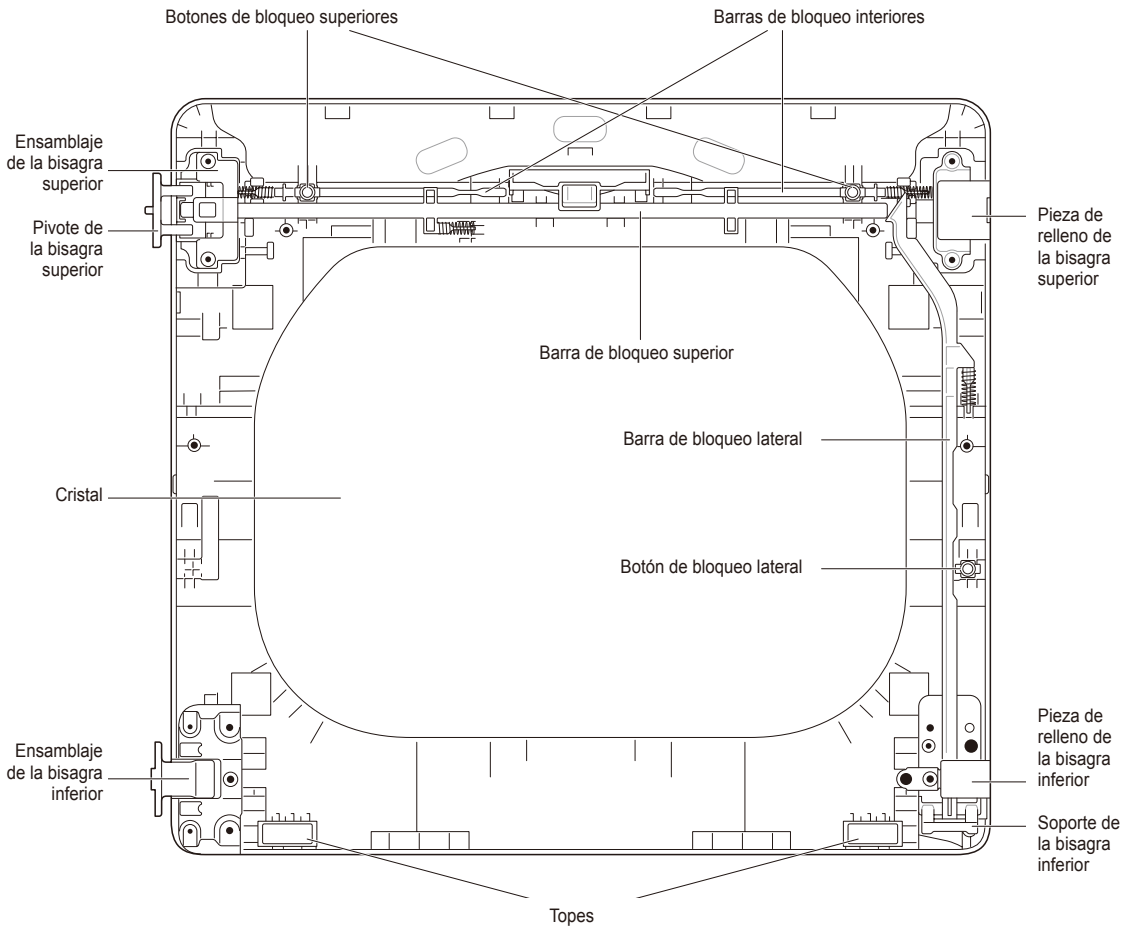 Botones de bloqueo superiores
Barras de bloqueo interiores
Ensamblaje
de la bisagra
superior
Pivote de
la bisagra
superior
Pieza de
relleno de
la bisagra
superior
Barra de bloqueo superior
Barra de bloqueo lateral
Cristal
Botón de bloqueo lateral
Ensamblaje
de la bisagra
inferior
Pieza de
relleno de
la bisagra
inferior
Soporte de
la bisagra
inferior
Topes